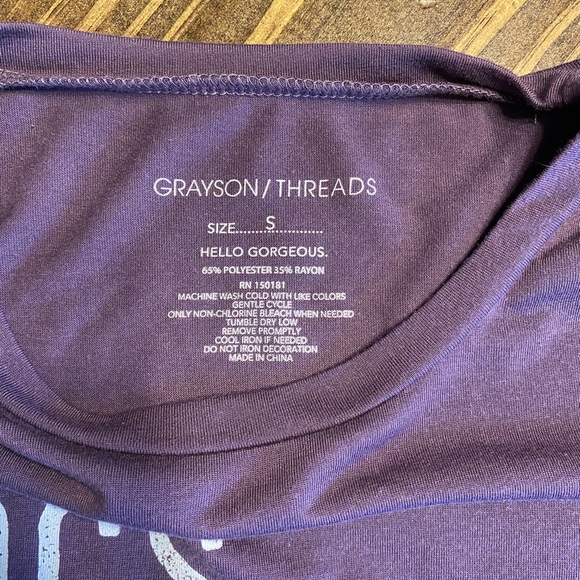 GRAYSON/THREADS
SIZE........S............
HELLO GORGEOUS.
65% POLYESTER 35% RAYON
RN 150181
MACHINE WASH COLD WITH LIKE COLORS
GENTLE CYCLE
ONLY NON-CHLORINE BLEACH WHEN NEEDED
TUMBLE DRY LOW
REMOVE PROMPTLY
COOL IRON IF NEEDED
DO NOT IRON DECORATION
MADE IN CHINA